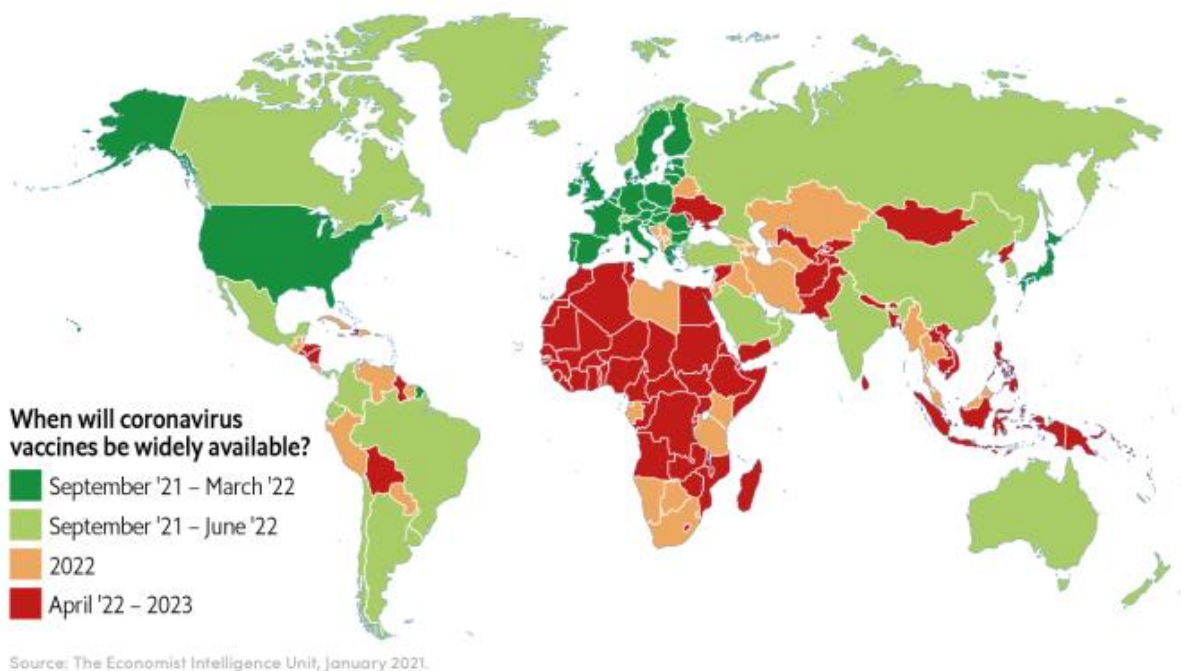 When will coronavirus
vaccines be widely available?
September '21 – March '22
September '21 – June '22
2022
April '22 – 2023
Source: The Economist Intelligence Unit, January 2021.